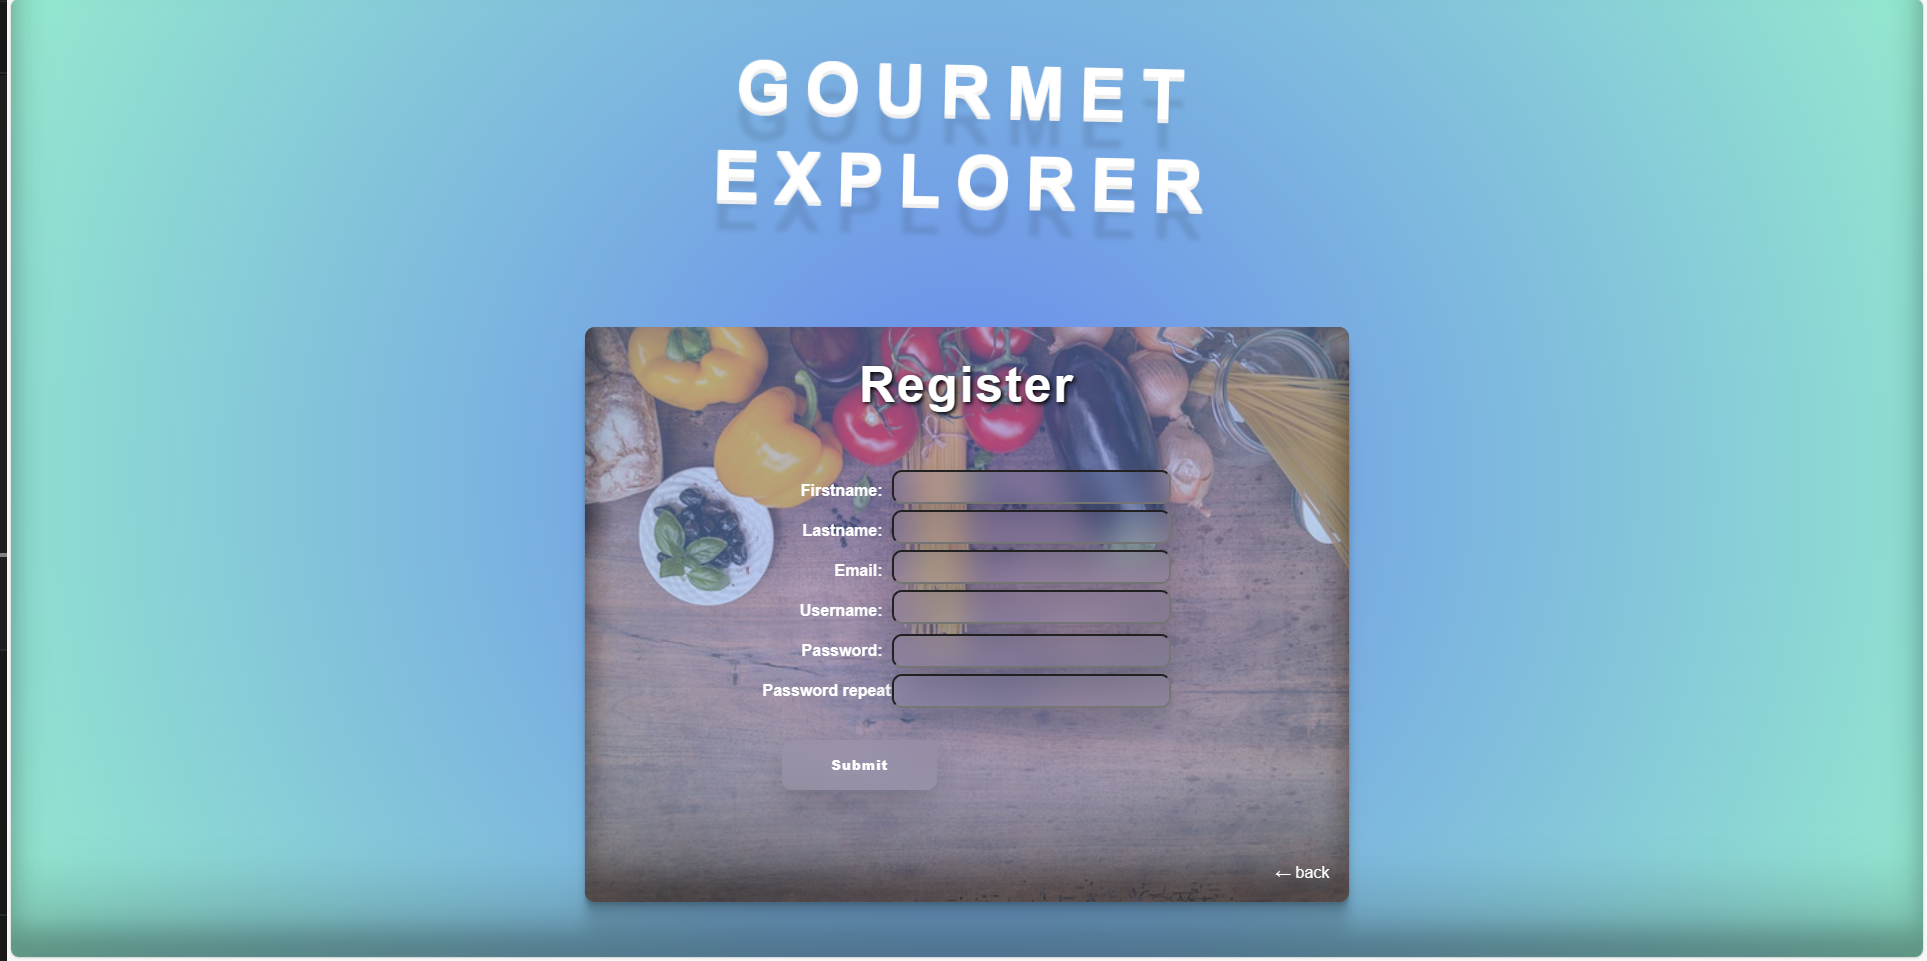 GOURMET
EXPLORER
Register
Firstname:
Lastname:
Email:
Username:
Password:
Password repeat
Submit
← back